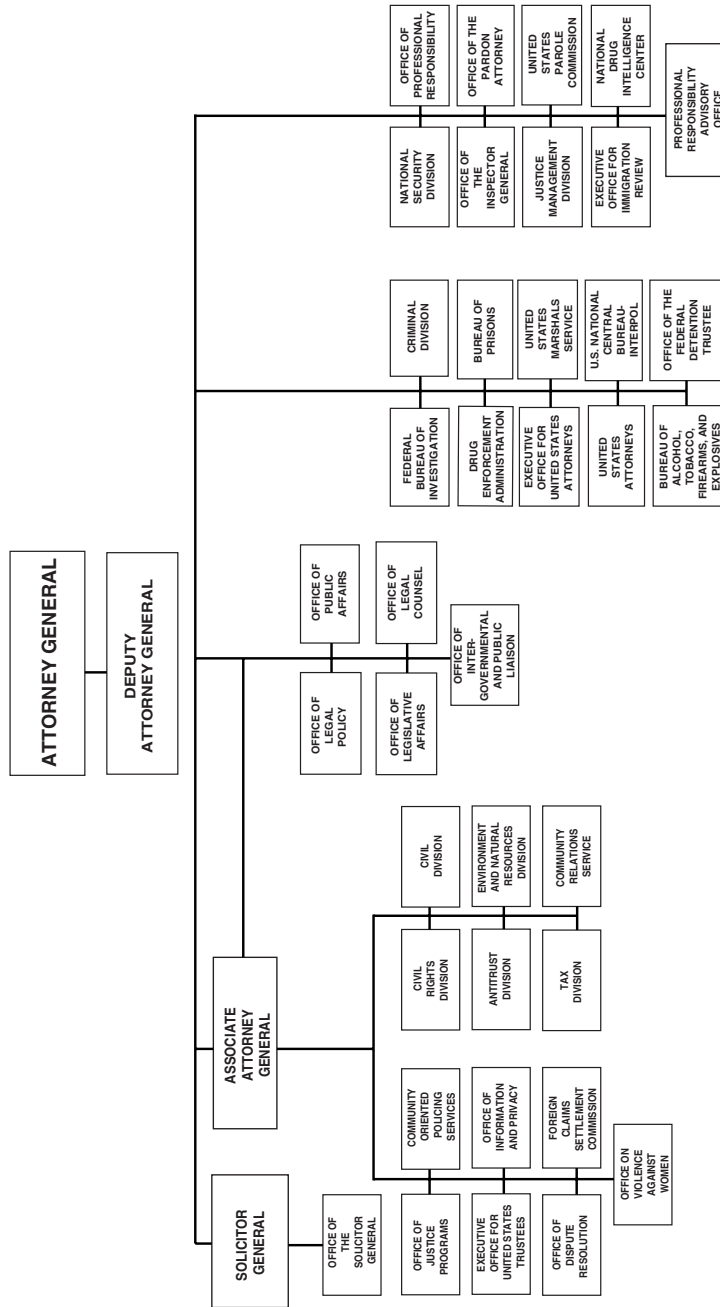 ATTORNEY GENERAL
DEPUTY
ATTORNEY GENERAL
SOLICITOR
GENERAL
OFFICE OF
THE
SOLICITOR
GENERAL
ASSOCIATE
ATTORNEY
GENERAL
OFFICE OF
JUSTICE
PROGRAMS
COMMUNITY
ORIENTED
POLICING
SERVICES
EXECUTIVE
OFFICE FOR
UNITED STATES
TRUSTEES
OFFICE OF
INFORMATION
AND PRIVACY
OFFICE OF
DISPUTE
RESOLUTION
FOREIGN
CLAIMS
SETTLEMENT
COMMISSION
OFFICE ON
VIOLENCE
AGAINST
WOMEN
CIVIL
RIGHTS
DIVISION
CIVIL
DIVISION
ANTITRUST
DIVISION
ENVIRONMENT
AND NATURAL
RESOURCES
DIVISION
TAX
DIVISION
COMMUNITY
RELATIONS
SERVICE
OFFICE OF
LEGAL
POLICY
OFFICE OF
PUBLIC
AFFAIRS
OFFICE OF
LEGISLATIVE
AFFAIRS
OFFICE OF
LEGAL
COUNSEL
OFFICE OF
INTER-
GOVERNMENTAL
AND PUBLIC
LIAISON
FEDERAL
BUREAU OF
INVESTIGATION
CRIMINAL
DIVISION
DRUG
ENFORCEMENT
ADMINISTRATION
BUREAU OF
PRISONS
EXECUTIVE
OFFICE FOR
UNITED STATES
ATTORNEYS
UNITED
STATES
MARSHALS
SERVICE
UNITED
STATES
ATTORNEYS
U.S. NATIONAL
CENTRAL
BUREAU-
INTERPOL
BUREAU OF
ALCOHOL,
TOBACCO,
FIREARMS, AND
EXPLOSIVES
OFFICE OF THE
FEDERAL
DETENTION
TRUSTEE
NATIONAL
SECURITY
DIVISION
OFFICE OF
PROFESSIONAL
RESPONSIBILITY
OFFICE OF
THE
INSPECTOR
GENERAL
OFFICE OF THE
PARDON
ATTORNEY
JUSTICE
MANAGEMENT
DIVISION
UNITED
STATES
PAROLE
COMMISSION
EXECUTIVE
OFFICE FOR
IMMIGRATION
REVIEW
NATIONAL
DRUG
INTELLIGENCE
CENTER
PROFESSIONAL
RESPONSIBILITY
ADVISORY
OFFICE